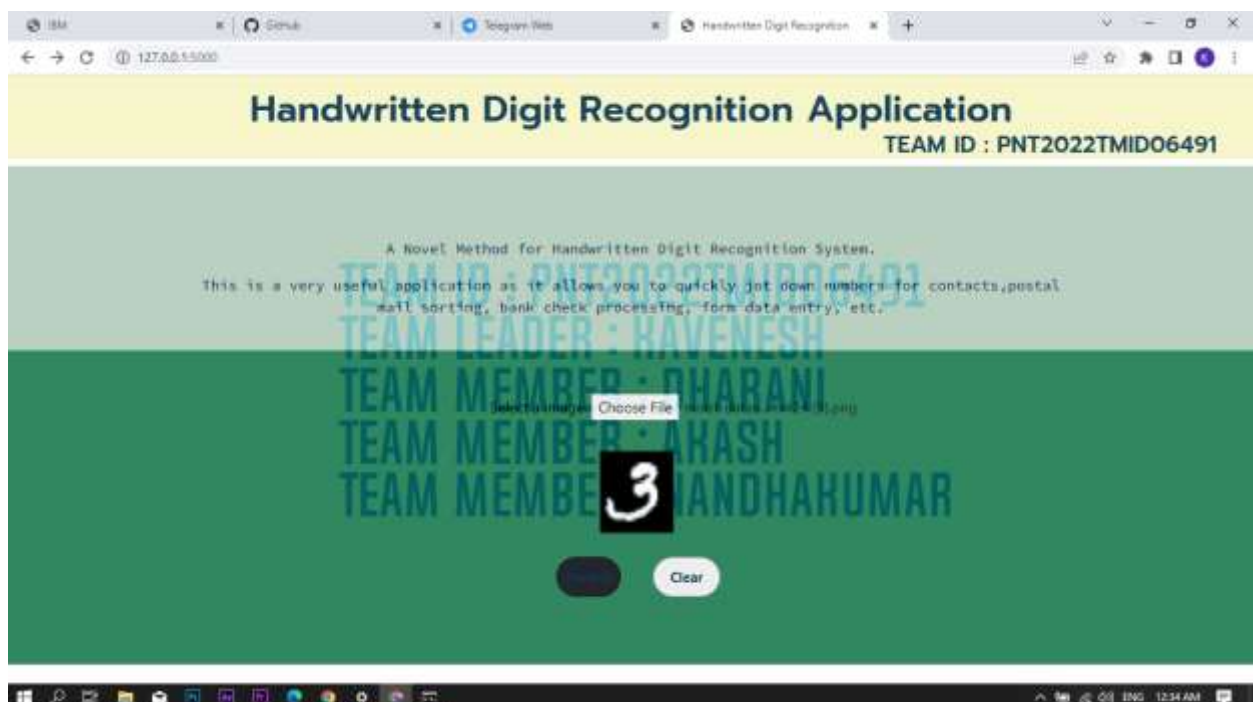 IBM
GitHub
Telegram Web
Handwritten Digit Recognition
127.0.0.1:5000
Handwritten Digit Recognition Application
TEAM ID : PNT2022TMID06491
A Novel Method for Handwritten Digit Recognition System.
This is a very useful application as it allows you to quickly jot down numbers for contacts,postal
mail sorting, bank check processing, form data entry, etc.
TEAM ID : PNT2022TMID06491
TEAM LEADER : KAVENESH
TEAM MEMBER : DHARANI
Choose File
TEAM MEMBER : AKASH
3
TEAM MEMBE NANDHAKUMAR
Clear
ENG 12:34 AM